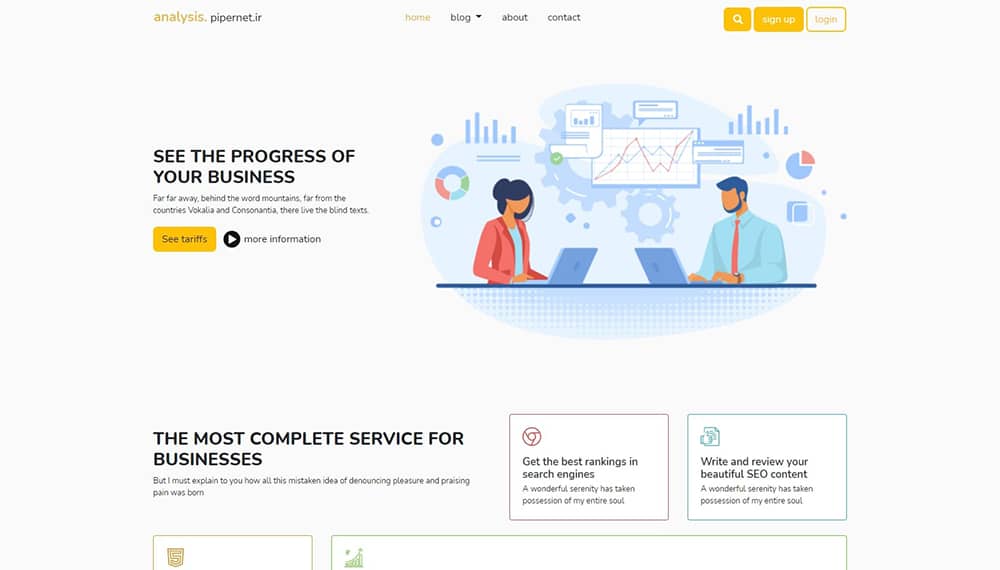 analysis. pipernet.ir
home
blog
about
contact
sign up
login
SEE THE PROGRESS OF
YOUR BUSINESS
Far far away, behind the word mountains, far from the
countries Vokalia and Consonantia, there live the blind texts.
See tariffs
more information
THE MOST COMPLETE SERVICE FOR
BUSINESSES
But I must explain to you how all this mistaken idea of denouncing pleasure and praising
pain was born
Get the best rankings in
search engines
A wonderful serenity has taken
possession of my entire soul
Write and review your
beautiful SEO content
A wonderful serenity has taken
possession of my entire soul